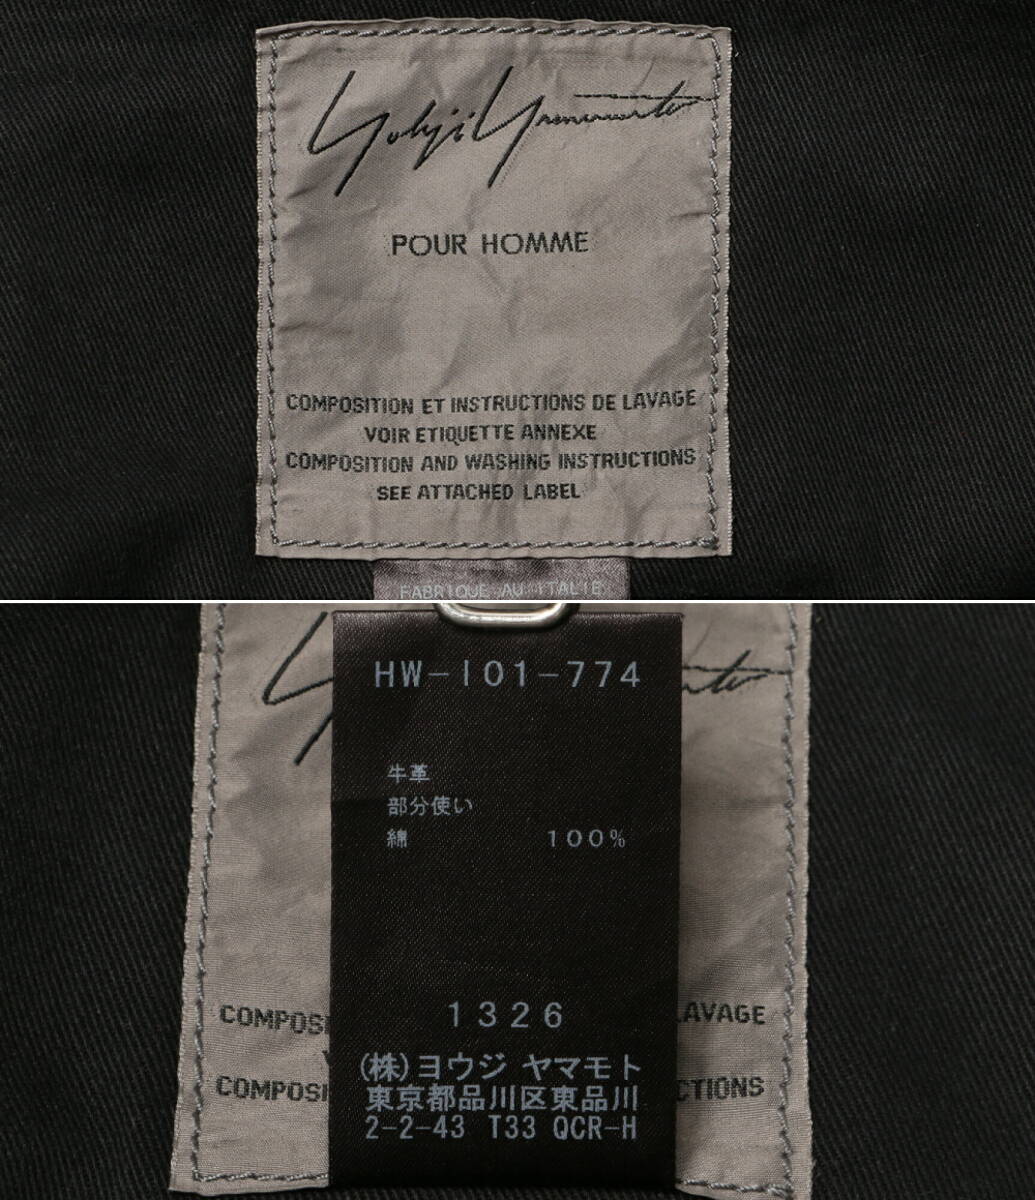 Yohji Yamamoto
POUR HOMME
COMPOSITION ET INSTRUCTIONS DE LAVAGE
VOIR ETIQUETTE ANNEXE
COMPOSITION AND WASHING INSTRUCTIONS
SEE ATTACHED LABEL
FABRIQUE AU ITALIE
HW-I01-774
牛革
部分使い
綿 100%
1326
COMPOSI LAVAGE
(株)ヨウジ ヤマモト
COMPOSI CTIONS
東京都品川区東品川
2-2-43 T33 QCR-H